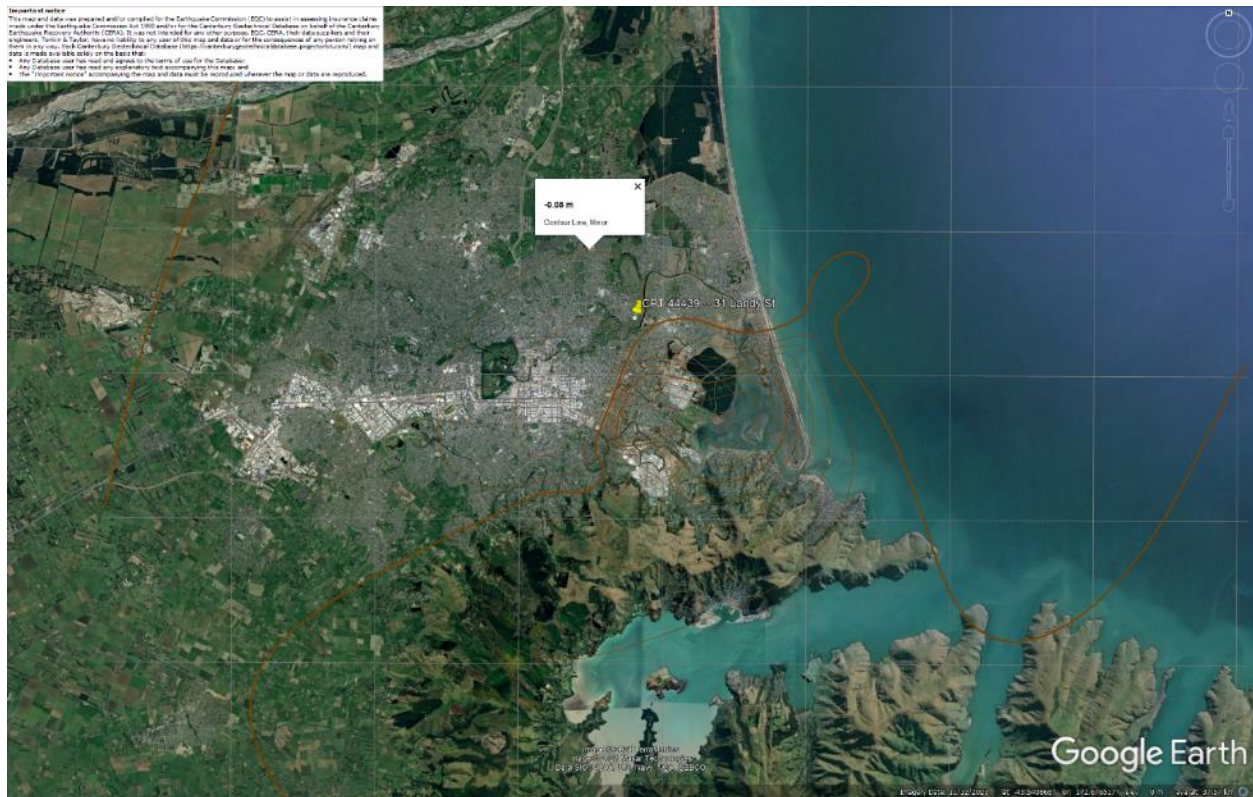 Important notice
This map and data was prepared and/or compiled for the Earthquake Commission (EQC) to assist in assessing insurance claims
made under the Earthquake Commission Act 1993 and/or for the Canterbury Geotechnical Database on behalf of the Canterbury
Earthquake Recovery Authority (CERA). It was not intended for any other purpose. EQC, CERA, their data suppliers and their
engineers, Tonkin & Taylor, have no liability to any user of this map and data or for the consequences of any person relying on
them in any way. Each Canterbury Geotechnical Database (https://canterburygeotechnicaldatabase.projectorbit.com/) map and
data is made available solely on the basis that:
• Any Database user has read and agrees to the terms of use for the Database;
• Any Database user has read any explanatory text accompanying this map; and
• The "Important notice" accompanying the map and data must be reproduced wherever the map or data are reproduced.
N
-0.05 m
Contour Line, Minor
CPT 44439 - 31 Landy St
Google Earth
Imagery Date: